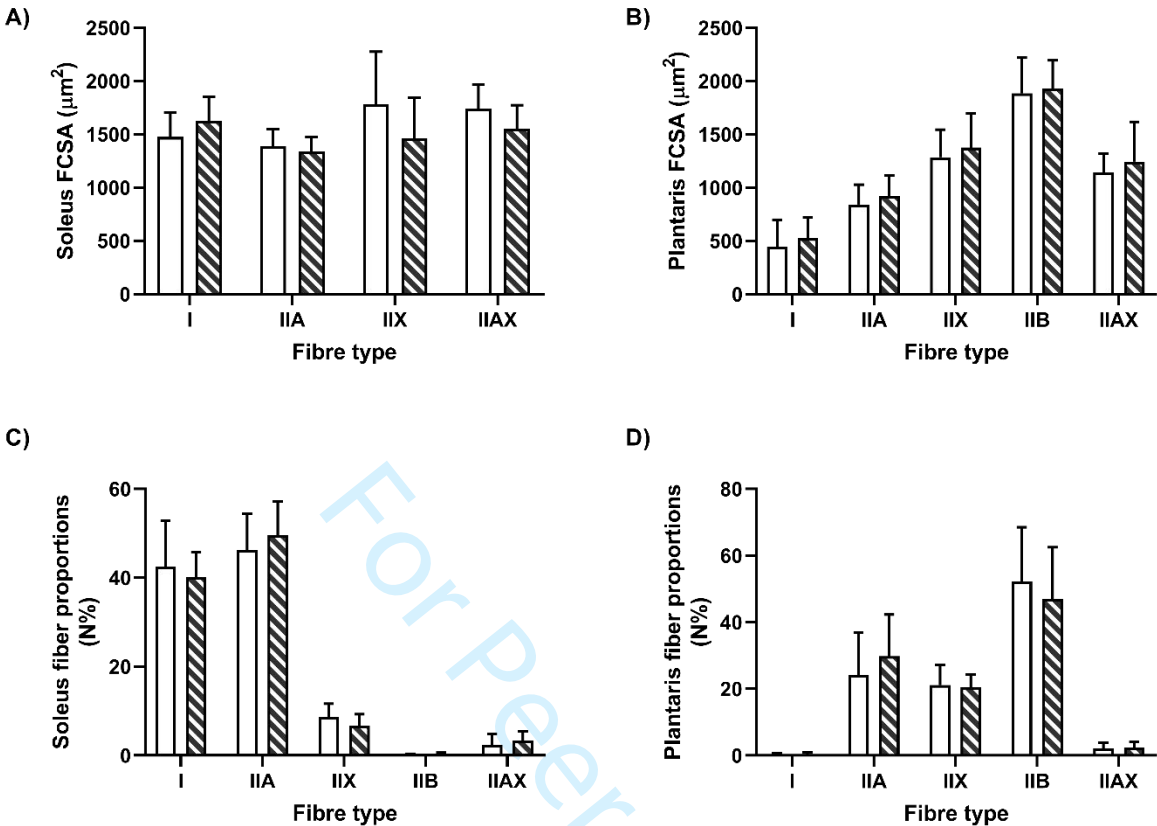 A)
Soleus FCSA (μm²)
2500
2000
1500
1000
500
0
I IIA IIX IIAX
Fibre type
B)
Plantaris FCSA (μm²)
2500
2000
1500
1000
500
0
I IIA IIX IIB IIAX
Fibre type
C)
Soleus fiber proportions
(N%)
60
40
20
0
I IIA IIX IIB IIAX
Fibre type
D)
Plantaris fiber proportions
(N%)
80
60
40
20
0
I IIA IIX IIB IIAX
Fibre type
For Peer